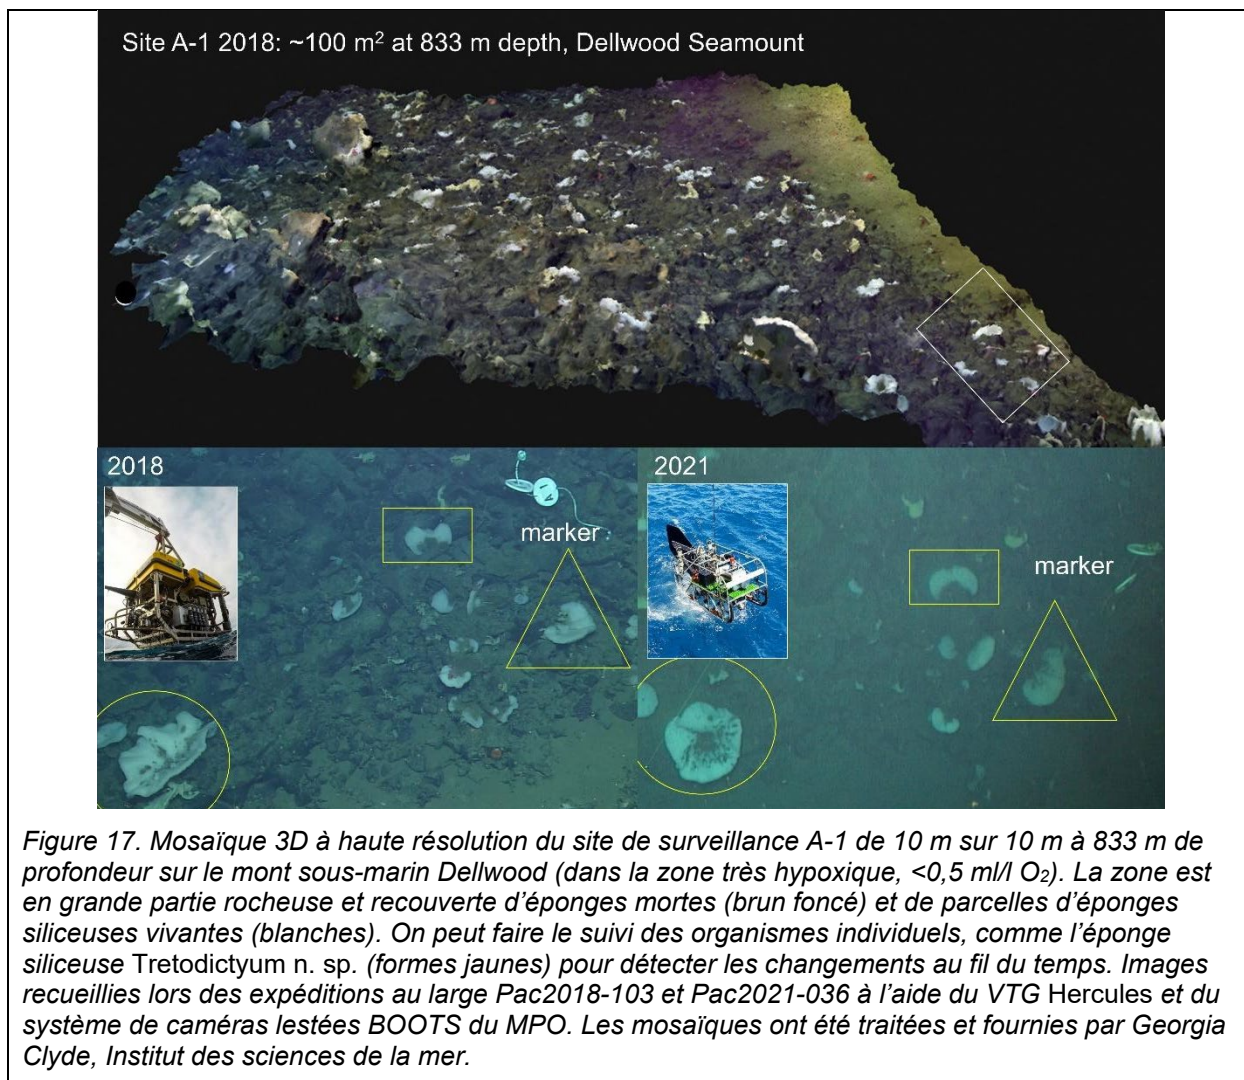 Site A-1 2018: ~100 m² at 833 m depth, Dellwood Seamount
2018
marker
2021
marker
Figure 17. Mosaïque 3D à haute résolution du site de surveillance A-1 de 10 m sur 10 m à 833 m de
profondeur sur le mont sous-marin Dellwood (dans la zone très hypoxique, <0,5 ml/l O₂). La zone est
en grande partie rocheuse et recouverte d’éponges mortes (brun foncé) et de parcelles d’éponges
siliceuses vivantes (blanches). On peut faire le suivi des organismes individuels, comme l’éponge
siliceuse Tretodictyum n. sp. (formes jaunes) pour détecter les changements au fil du temps. Images
recueillies lors des expéditions au large Pac2018-103 et Pac2021-036 à l’aide du VTG Hercules et du
système de caméras lestées BOOTS du MPO. Les mosaïques ont été traitées et fournies par Georgia
Clyde, Institut des sciences de la mer.